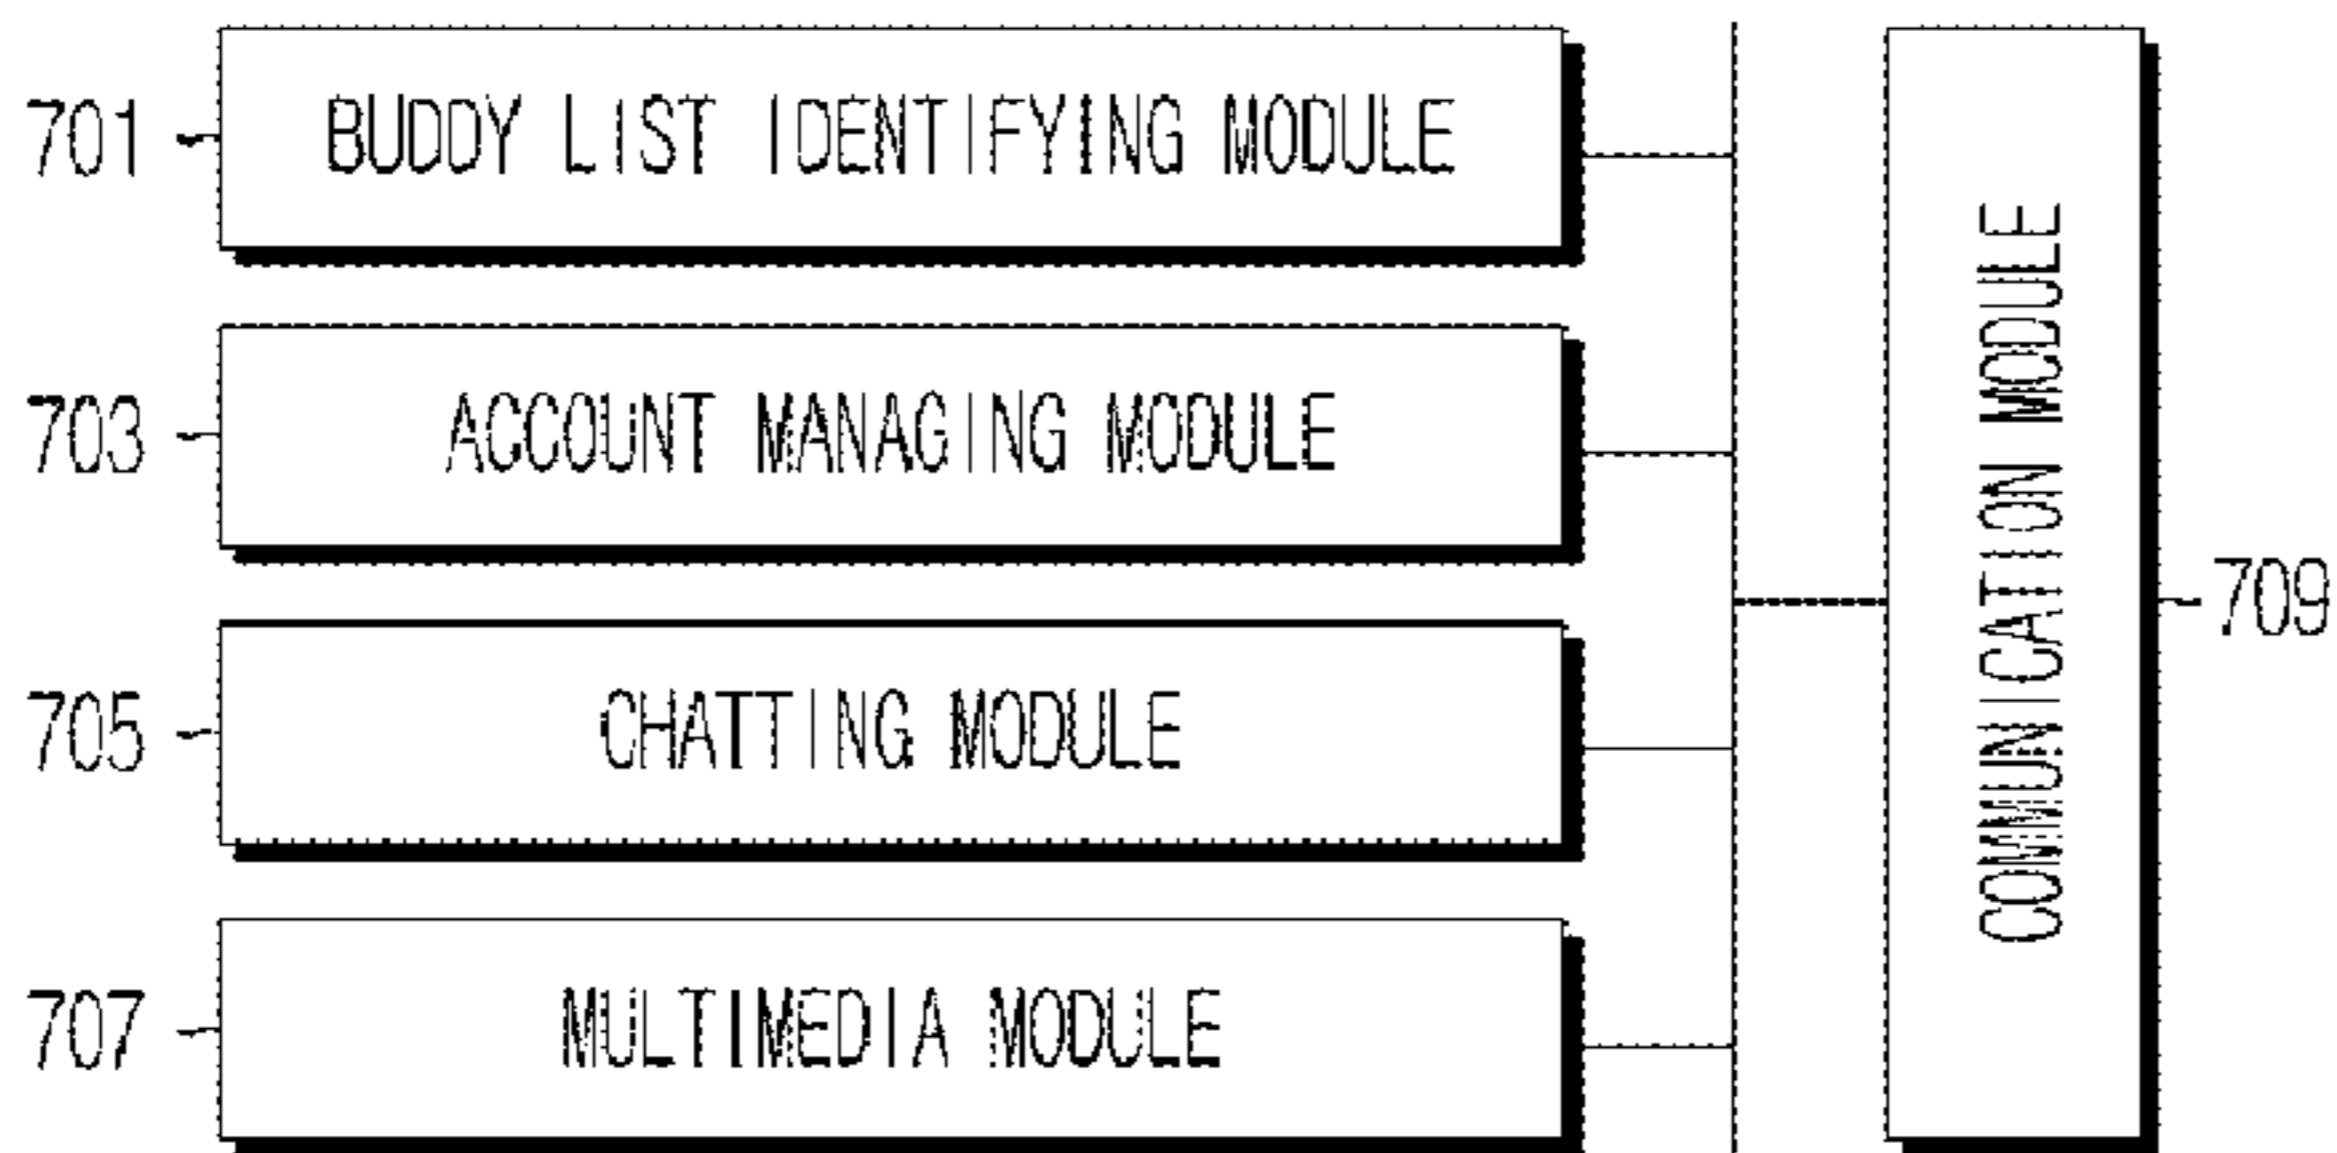 701 BUDDY LIST IDENTIFYING MODULE
703 ACCOUNT MANAGING MODULE
705 CHATTING MODULE
707 MULTIMEDIA MODULE
COMMUNICATION MODULE
709